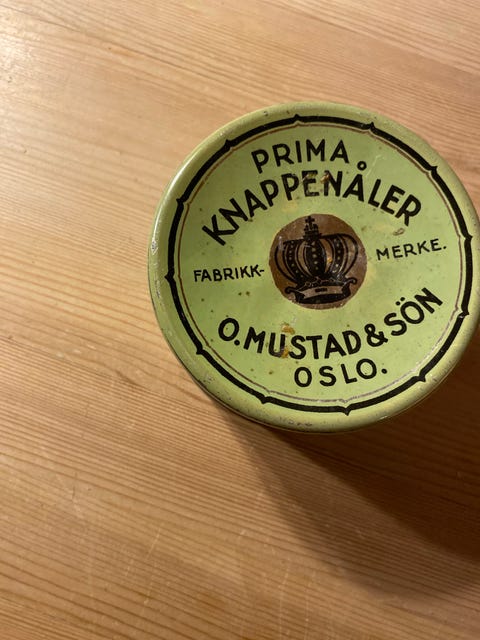 PRIMA
KNAPPENÅLER
FABRIKK- MERKE.
O. MUSTAD & SÖN
OSLO.